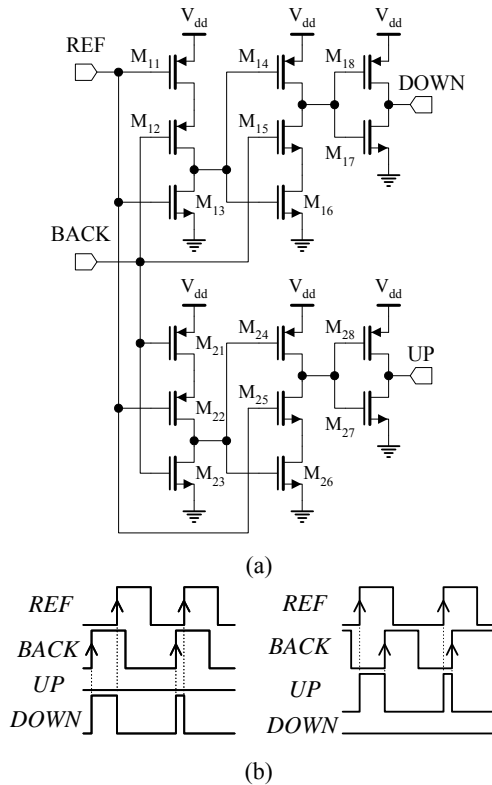 V_dd V_dd V_dd
REF
M_11 M_14 M_18 DOWN
M_12 M_15
M_17
M_13 M_16
BACK
V_dd V_dd V_dd
M_21 M_24 M_28 UP
M_22 M_25
M_27
M_23 M_26
(a)
REF REF
BACK BACK
UP UP
DOWN DOWN
(b)